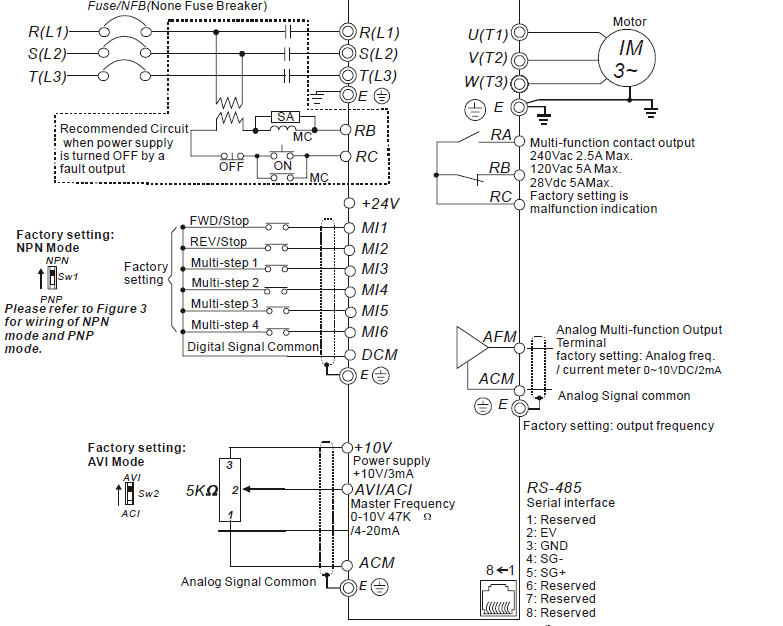 Fuse/NFB(None Fuse Breaker)
R(L1)
S(L2)
T(L3)
R(L1)
S(L2)
T(L3)
E
Recommended Circuit
when power supply
is turned OFF by a
fault output
SA
MC
OFF
ON
MC
RB
RC
+24V
Factory setting:
NPN Mode
NPN
Sw1
PNP
Please refer to Figure 3
for wiring of NPN
mode and PNP
mode.
Factory
setting
FWD/Stop
REV/Stop
Multi-step 1
Multi-step 2
Multi-step 3
Multi-step 4
Digital Signal Common
MI1
MI2
MI3
MI4
MI5
MI6
DCM
E
Factory setting:
AVI Mode
AVI
Sw2
ACI
5KΩ
3
2
1
+10V
Power supply
+10V/3mA
AVI/ACI
Master Frequency
0-10V 47K Ω
/4-20mA
ACM
Analog Signal Common
E
Motor
U(T1)
V(T2)
W(T3)
IM
3~
E
RA
RB
RC
Multi-function contact output
240Vac 2.5A Max.
120Vac 5A Max.
28Vdc 5AMax.
Factory setting is
malfunction indication
AFM
ACM
E
Analog Multi-function Output
Terminal
factory setting: Analog freq.
/ current meter 0~10VDC/2mA
Analog Signal common
Factory setting: output frequency
RS-485
Serial interface
1: Reserved
2: EV
3: GND
4: SG-
5: SG+
6: Reserved
7: Reserved
8: Reserved
8←1